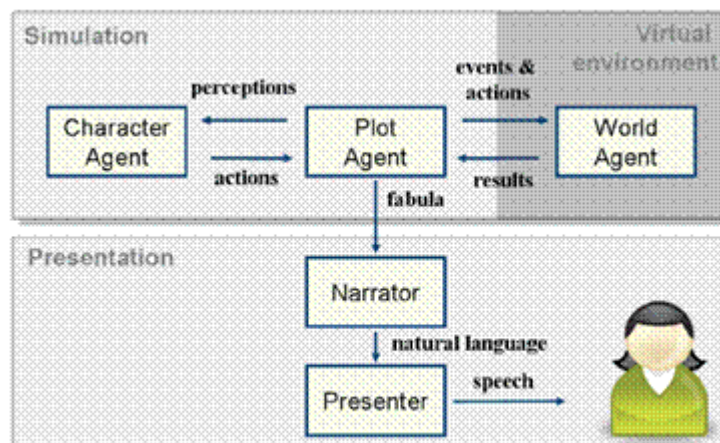 Simulation
Virtual
environment
perceptions
events &
actions
Character
Agent
Plot
Agent
World
Agent
actions
results
fabula
Presentation
Narrator
natural language
Presenter
speech